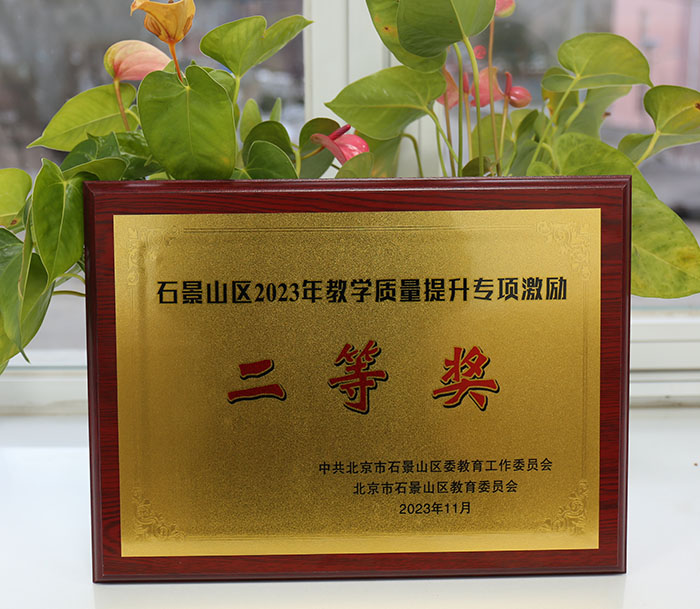 石景山区2023年教学质量提升专项激励
二等奖
中共北京市石景山区委教育工作委员会
北京市石景山区教育委员会
2023年11月